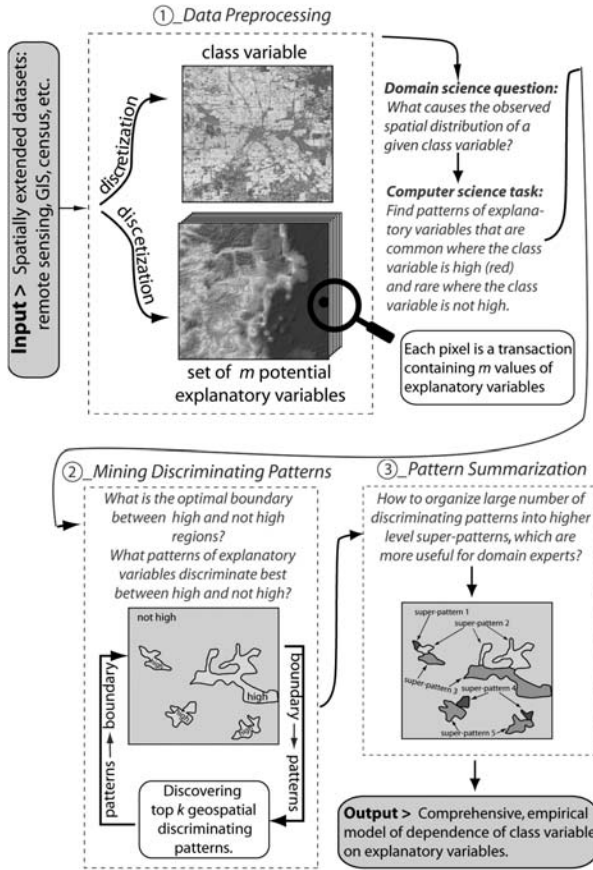 ①_Data Preprocessing
Input > Spatially extended datasets:
remote sensing, GIS, census, etc.
class variable
discretization
discetization
set of m potential
explanatory variables
Domain science question:
What causes the observed
spatial distribution of a
given class variable?
Computer science task:
Find patterns of explana-
tory variables that are
common where the class
variable is high (red)
and rare where the class
variable is not high.
Each pixel is a transaction
containing m values of
explanatory variables
②_Mining Discriminating Patterns
What is the optimal boundary
between high and not high
regions?
What patterns of explanatory
variables discriminate best
between high and not high?
not high
high
patterns
boundary
boundary
patterns
Discovering
top k geospatial
discriminating
patterns.
③_Pattern Summarization
How to organize large number of
discriminating patterns into higher
level super-patterns, which are
more useful for domain experts?
super-pattern 1
super-pattern 2
super-pattern 3
super-pattern 4
super-pattern 5
Output > Comprehensive, empirical
model of dependence of class variable
on explanatory variables.